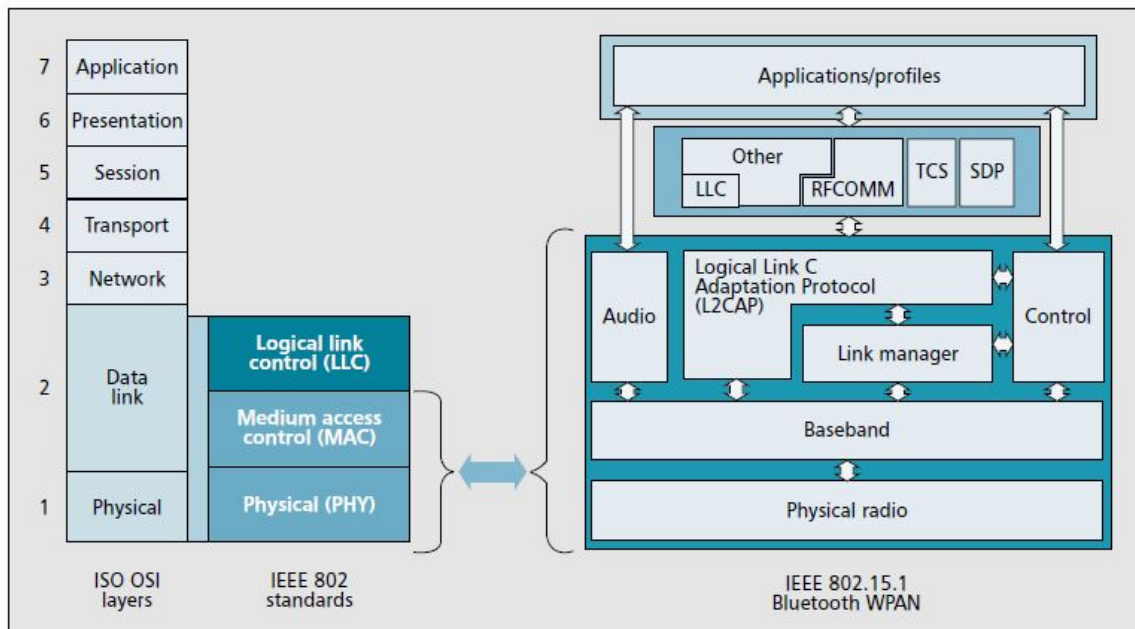 7
Application
6
Presentation
5
Session
4
Transport
3
Network
2
Data
link
1
Physical
ISO OSI
layers
Logical link
control (LLC)
Medium access
control (MAC)
Physical (PHY)
IEEE 802
standards
Applications/profiles
Other
LLC
RFCOMM
TCS
SDP
Audio
Logical Link C
Adaptation Protocol
(L2CAP)
Link manager
Control
Baseband
Physical radio
IEEE 802.15.1
Bluetooth WPAN